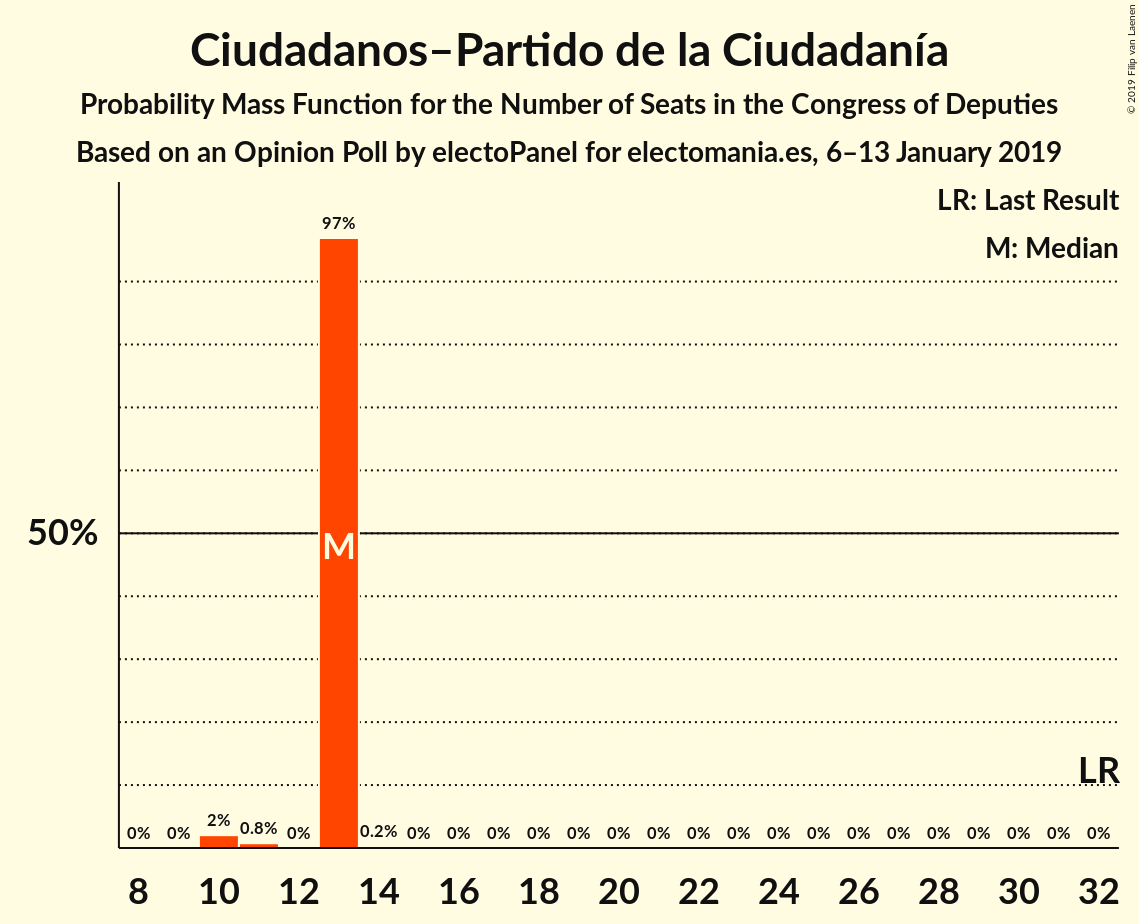 Ciudadanos–Partido de la Ciudadanía
Probability Mass Function for the Number of Seats in the Congress of Deputies
Based on an Opinion Poll by electoPanel for electomania.es, 6–13 January 2019
© 2019 Filip van Laenen
LR: Last Result
M: Median
97%
50%
M
LR
0% 0% 2% 0.8% 0% 0.2% 0% 0% 0% 0% 0% 0% 0% 0% 0% 0% 0% 0% 0% 0% 0% 0% 0% 0%
8 10 12 14 16 18 20 22 24 26 28 30 32